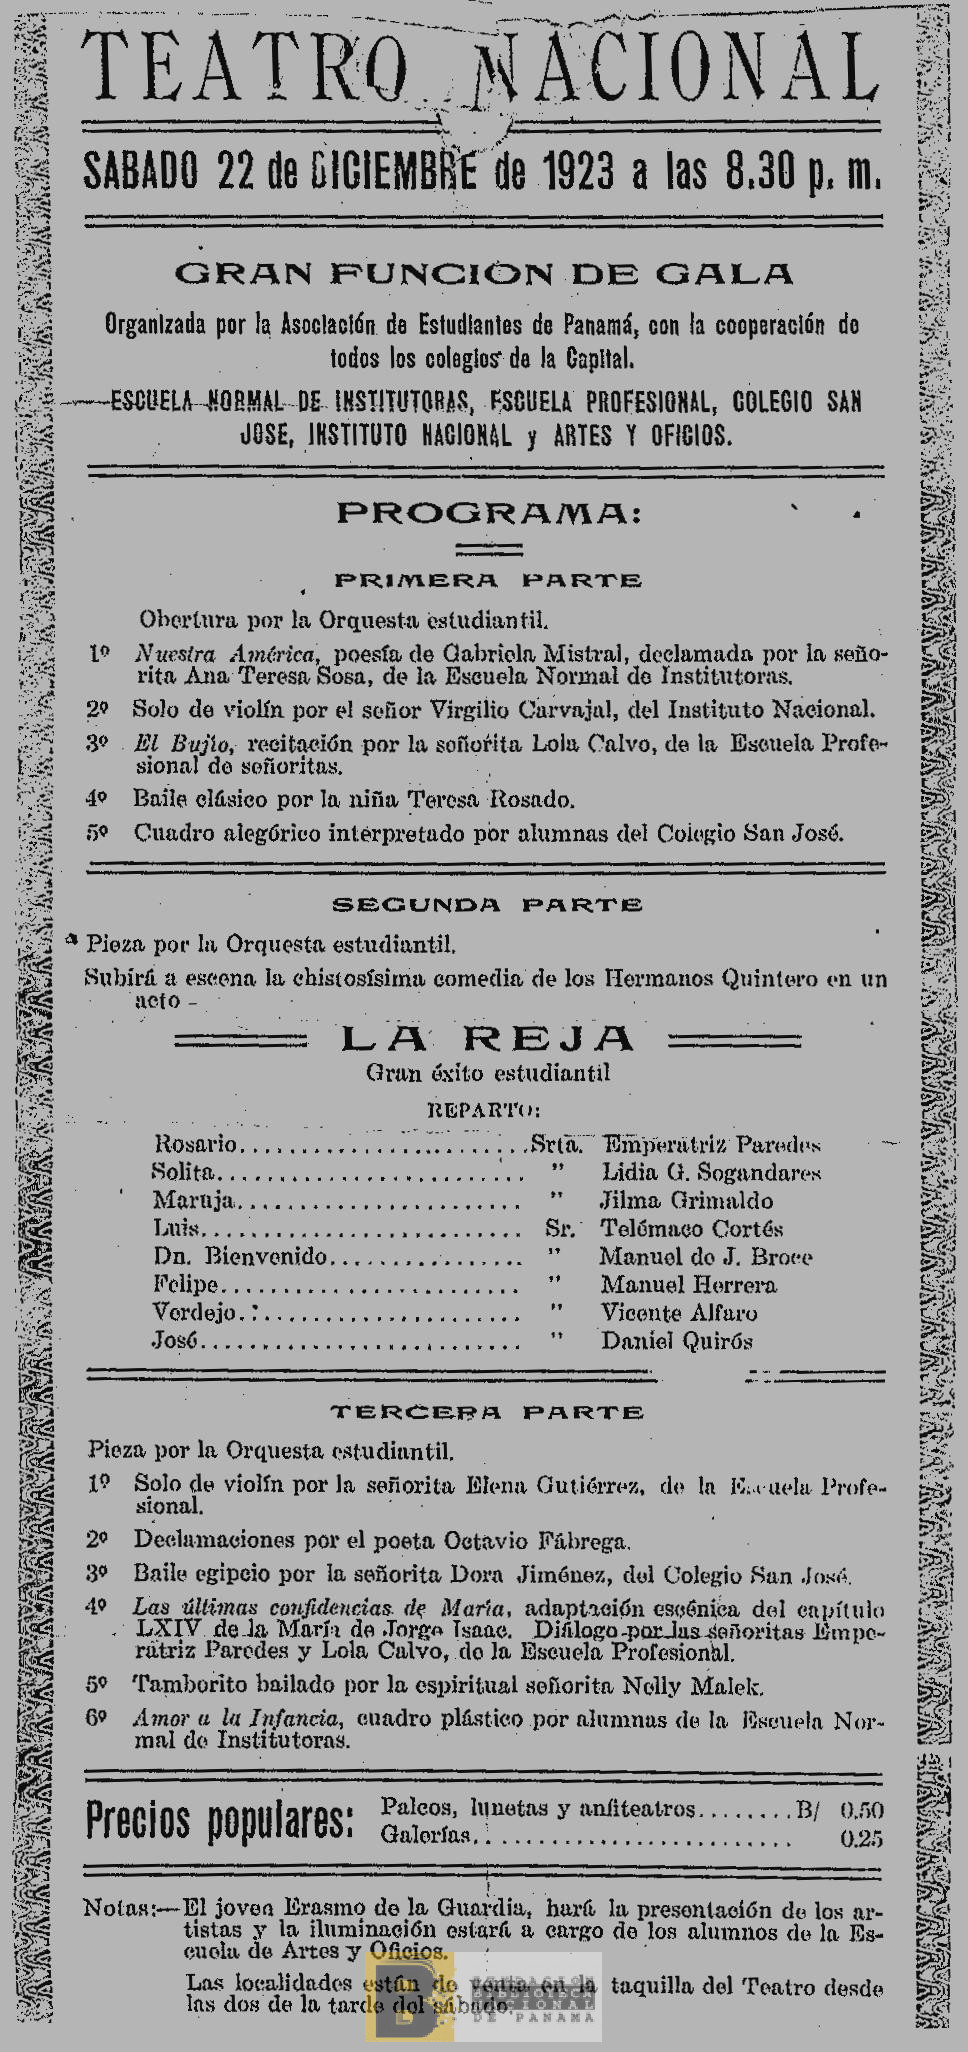 TEATRO NACIONAL
SABADO 22 de DICIEMBRE de 1923 a las 8.30 p. m.
GRAN FUNCION DE GALA
Organizada por la Asociación de Estudiantes de Panamá, con la cooperación de
todos los colegios de la Capital.
ESCUELA NORMAL DE INSTITUTORAS, ESCUELA PROFESIONAL, COLEGIO SAN
JOSE, INSTITUTO NACIONAL y ARTES Y OFICIOS.
PROGRAMA:
PRIMERA PARTE
Obertura por la Orquesta estudiantil.
1º Nuestra América, poesía de Gabriela Mistral, declamada por la seño-
rita Ana Teresa Sosa, de la Escuela Normal de Institutoras.
2º Solo de violín por el señor Virgilio Carvajal, del Instituto Nacional.
3º El Bujío, recitación por la señorita Lola Calvo, de la Escuela Profe-
sional de señoritas.
4º Baile clásico por la niña Teresa Rosado.
5º Cuadro alegórico interpretado por alumnas del Colegio San José.
SEGUNDA PARTE
Pieza por la Orquesta estudiantil.
Subirá a escena la chistosísima comedia de los Hermanos Quintero en un
acto -
LA REJA
Gran éxito estudiantil
REPARTO:
Rosario........................Srta. Emperatriz Paredes
Solita.......................... " Lidia G. Sogandares
Maruja........................ " Jilma Grimaldo
Luis........................... Sr. Telémaco Cortés
Dn. Bienvenido................ " Manuel de J. Broce
Felipe......................... " Manuel Herrera
Verdejo........................ " Vicente Alfaro
José........................... " Daniel Quirós
TERCERA PARTE
Pieza por la Orquesta estudiantil.
1º Solo de violín por la señorita Elena Gutiérrez, de la Escuela Profe-
sional.
2º Declamaciones por el poeta Octavio Fábrega.
3º Baile egipcio por la señorita Dora Jiménez, del Colegio San José.
4º Las últimas confidencias de María, adaptación escénica del capítulo
LXIV de la María de Jorge Isaac. Diálogo por las señoritas Empe-
ratriz Paredes y Lola Calvo, de la Escuela Profesional.
5º Tamborito bailado por la espiritual señorita Nelly Malek.
6º Amor a la Infancia, cuadro plástico por alumnas de la Escuela Nor-
mal de Institutoras.
Precios populares:
Palcos, lunetas y anfiteatros........B/ 0.50
Galerías.......................... 0.25
Notas:—El joven Erasmo de la Guardia, hará la presentación de los ar-
tistas y la iluminación estará a cargo de los alumnos de la Es-
cuela de Artes y Oficios.
Las localidades están de venta en la taquilla del Teatro desde
las dos de la tarde del sábado.
B
FUNDACIÓN
BIBLIOTECA
NACIONAL
DE PANAMÁ